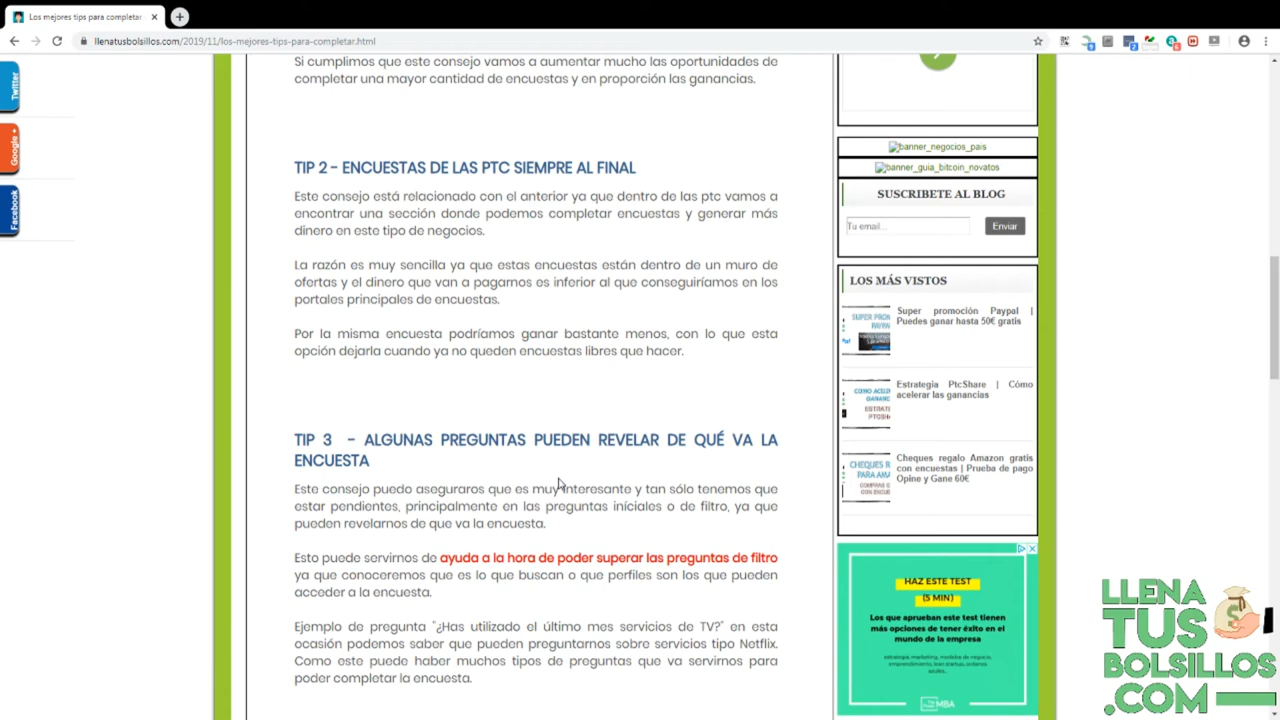 Los mejores tips para completar
llenatusbolsillos.com/2019/11/los-mejores-tips-para-completar.html
Twitter
Google +
Facebook
Si cumplimos que este consejo vamos a aumentar mucho las oportunidades de
completar una mayor cantidad de encuestas y en proporción las ganancias.
TIP 2 - ENCUESTAS DE LAS PTC SIEMPRE AL FINAL
Este consejo está relacionado con el anterior ya que dentro de las ptc vamos a
encontrar una sección donde podemos completar encuestas y generar más
dinero en este tipo de negocios.
La razón es muy sencilla ya que estas encuestas están dentro de un muro de
ofertas y el dinero que van a pagarnos es inferior al que conseguiríamos en los
portales principales de encuestas.
Por la misma encuesta podríamos ganar bastante menos, con lo que esta
opción dejarla cuando ya no queden encuestas libres que hacer.
TIP 3 - ALGUNAS PREGUNTAS PUEDEN REVELAR DE QUÉ VA LA
ENCUESTA
Este consejo puedo aseguraros que es muy interesante y tan sólo tenemos que
estar pendientes, principalmente en las preguntas iníciales o de filtro, ya que
pueden revelarnos de que va la encuesta.
Esto puede servirnos de ayuda a la hora de poder superar las preguntas de filtro
ya que conoceremos que es lo que buscan o que perfiles son los que pueden
acceder a la encuesta.
Ejemplo de pregunta "¿Has utilizado el último mes servicios de TV?" en esta
ocasión podemos saber que pueden preguntarnos sobre servicios tipo Netflix.
Como este puede haber muchos tipos de preguntas que ya usaríamos para
poder completar la encuesta.
banner_negocios_pais
banner_guia_bitcoin_novatos
SUSCRIBETE AL BLOG
Tu email...
Enviar
LOS MÁS VISTOS
Super promoción Paypal |
Puedes ganar hasta 50€ gratis
Estrategia PtcShare | Cómo
acelerar las ganancias
Cheques regalo Amazon gratis
con encuestas | Prueba de pago
Opine y Gane 60€
HAZ ESTE TEST
(5 MIN)
Los que aprueban este test tienen
más opciones de tener éxito en el
mundo de la empresa
MBA
LLENA
TUS
BOLSILLOS
.COM